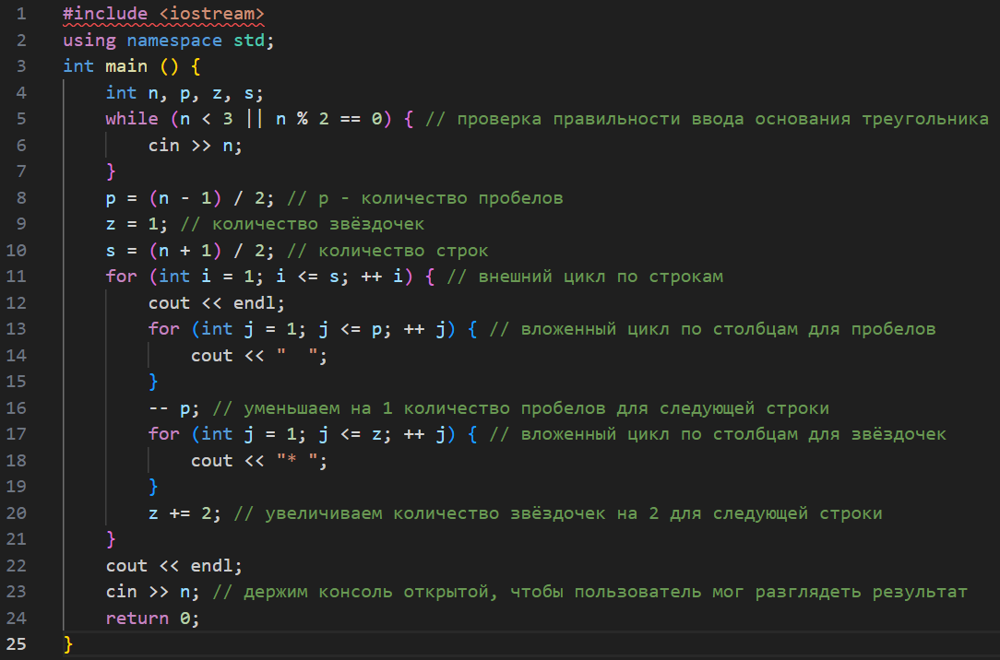 1 #include <iostream>
2 using namespace std;
3 int main () {
4     int n, p, z, s;
5     while (n < 3 || n % 2 == 0) { // проверка правильности ввода основания треугольника
6         cin >> n;
7     }
8     p = (n - 1) / 2; // p - количество пробелов
9     z = 1; // количество звёздочек
10     s = (n + 1) / 2; // количество строк
11     for (int i = 1; i <= s; ++ i) { // внешний цикл по строкам
12         cout << endl;
13         for (int j = 1; j <= p; ++ j) { // вложенный цикл по столбцам для пробелов
14             cout << "  ";
15         }
16         -- p; // уменьшаем на 1 количество пробелов для следующей строки
17         for (int j = 1; j <= z; ++ j) { // вложенный цикл по столбцам для звёздочек
18             cout << "* ";
19         }
20         z += 2; // увеличиваем количество звёздочек на 2 для следующей строки
21     }
22     cout << endl;
23     cin >> n; // держим консоль открытой, чтобы пользователь мог разглядеть результат
24     return 0;
25 }